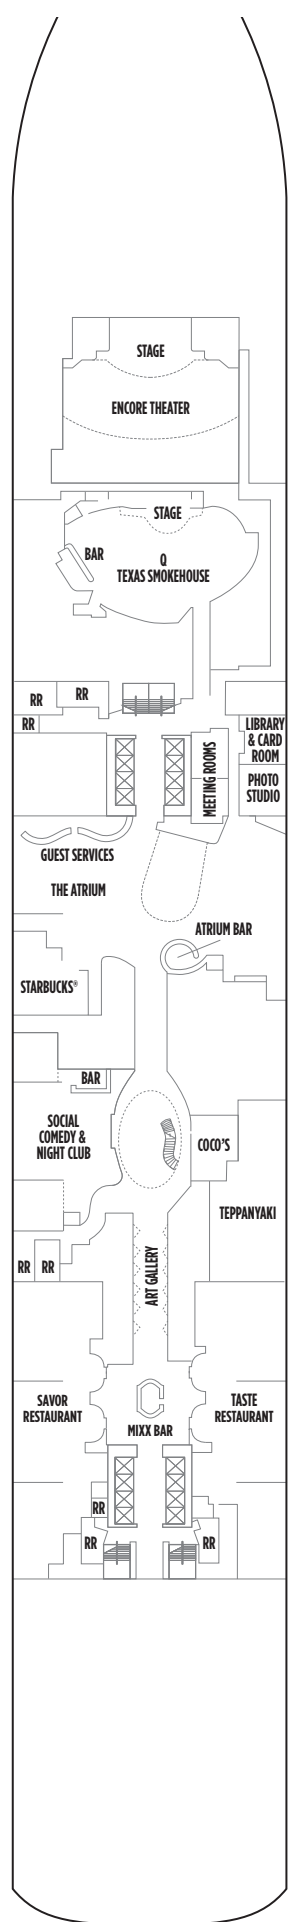 STAGE
ENCORE THEATER
STAGE
BAR
Q
TEXAS SMOKEHOUSE
RR
RR
RR
LIBRARY
& CARD
ROOM
MEETING ROOMS
PHOTO
STUDIO
GUEST SERVICES
THE ATRIUM
ATRIUM BAR
STARBUCKS®
BAR
SOCIAL
COMEDY &
NIGHT CLUB
COCO'S
TEPPANYAKI
ART GALLERY
RR
RR
SAVOR
RESTAURANT
TASTE
RESTAURANT
MIXX BAR
RR
RR
RR